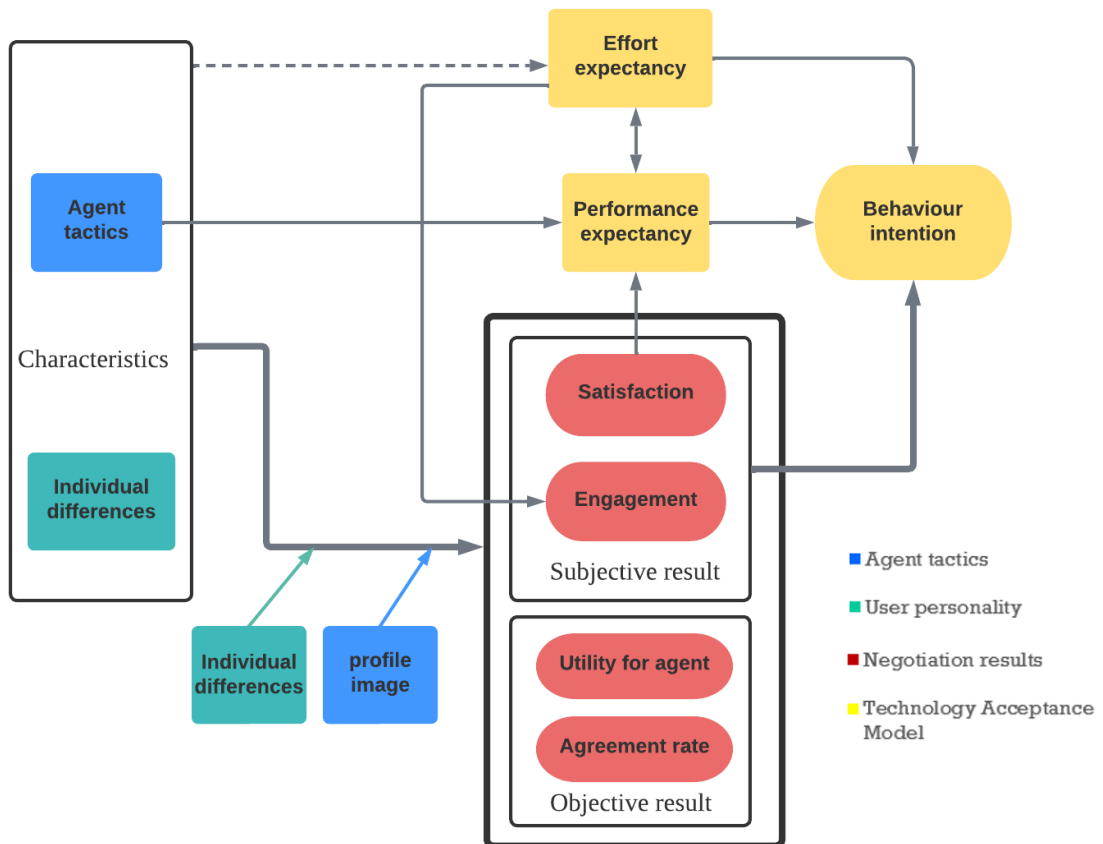 Effort
expectancy
Agent
tactics
Performance
expectancy
Behaviour
intention
Characteristics
Satisfaction
Individual
differences
Engagement
Subjective result
Individual
differences
profile
image
Utility for agent
Agreement rate
Objective result
Agent tactics
User personality
Negotiation results
Technology Acceptance
Model